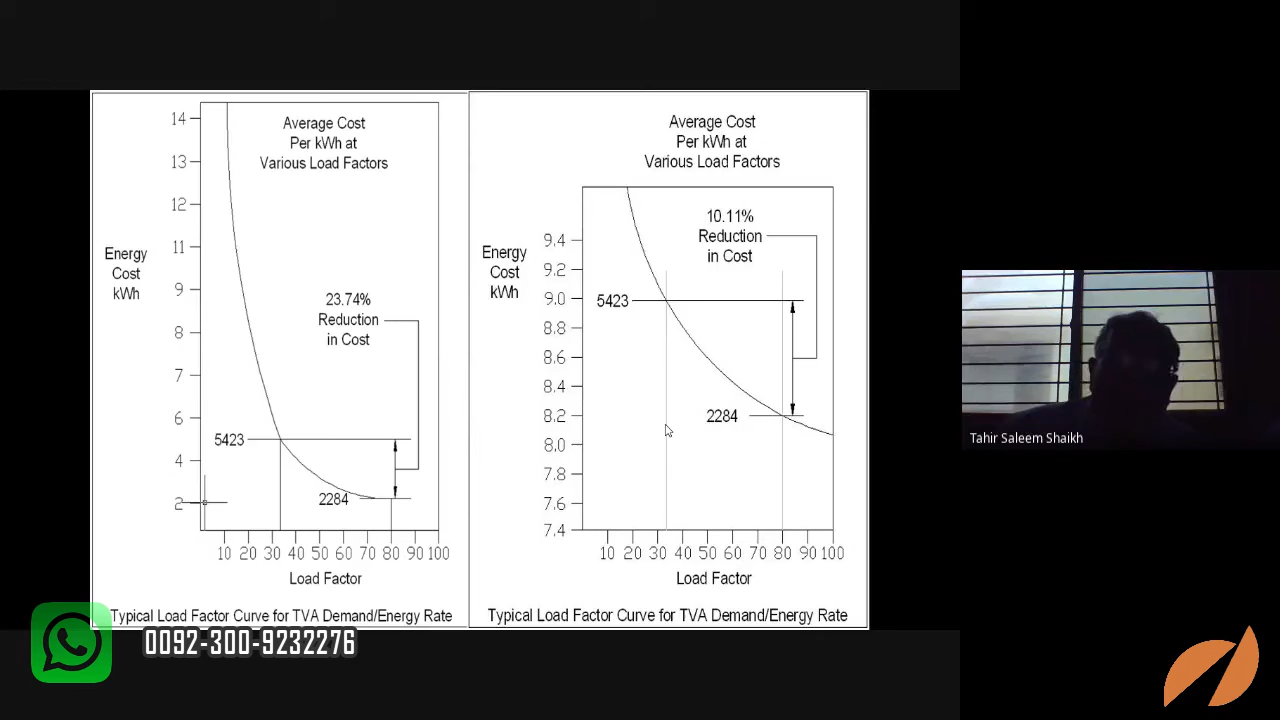 Average Cost
Per kWh at
Various Load Factors
14
13
12
11
9
8
7
6
4
2
Energy
Cost
kWh
23.74%
Reduction
in Cost
5423
2284
10 20 30 40 50 60 70 80 90 100
Load Factor
Typical Load Factor Curve for TVA Demand/Energy Rate
Average Cost
Per kWh at
Various Load Factors
10.11%
Reduction
in Cost
Energy
Cost
kWh
9.4
9.2
9.0
8.8
8.6
8.4
8.2
8.0
7.8
7.6
7.4
5423
2284
10 20 30 40 50 60 70 80 90 100
Load Factor
Typical Load Factor Curve for TVA Demand/Energy Rate
Tahir Saleem Shaikh
0092-300-9232276